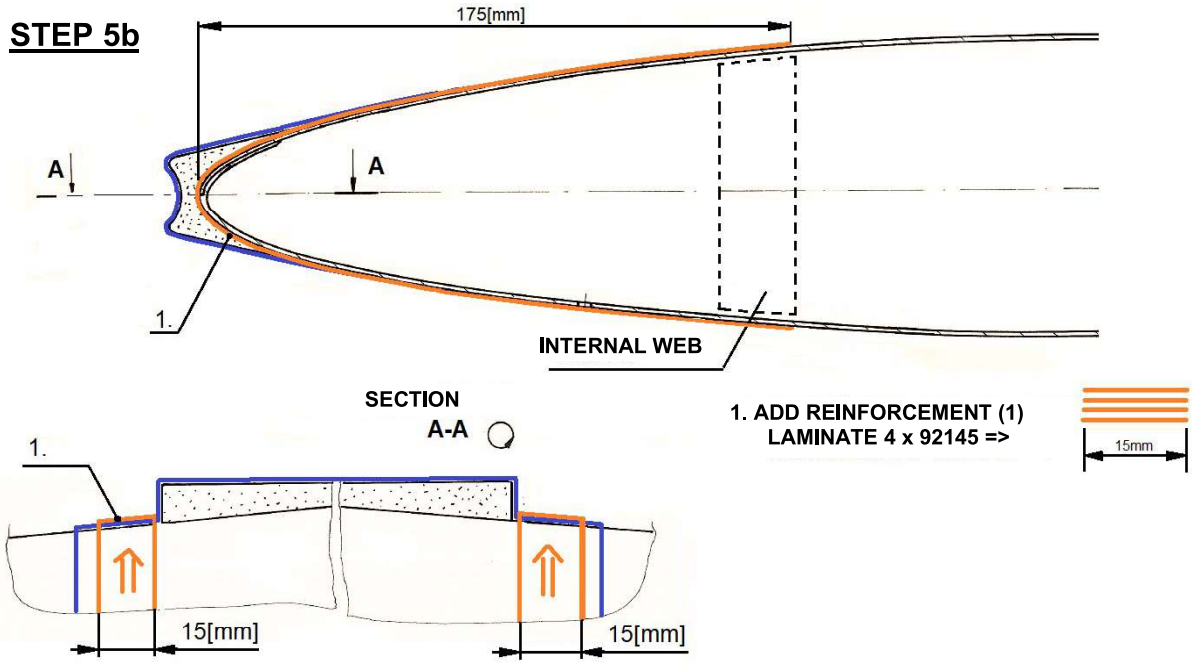 STEP 5b
175[mm]
A
A
1.
INTERNAL WEB
SECTION
A-A
1. ADD REINFORCEMENT (1)
LAMINATE 4 x 92145 =>
15mm
1.
15[mm]
15[mm]